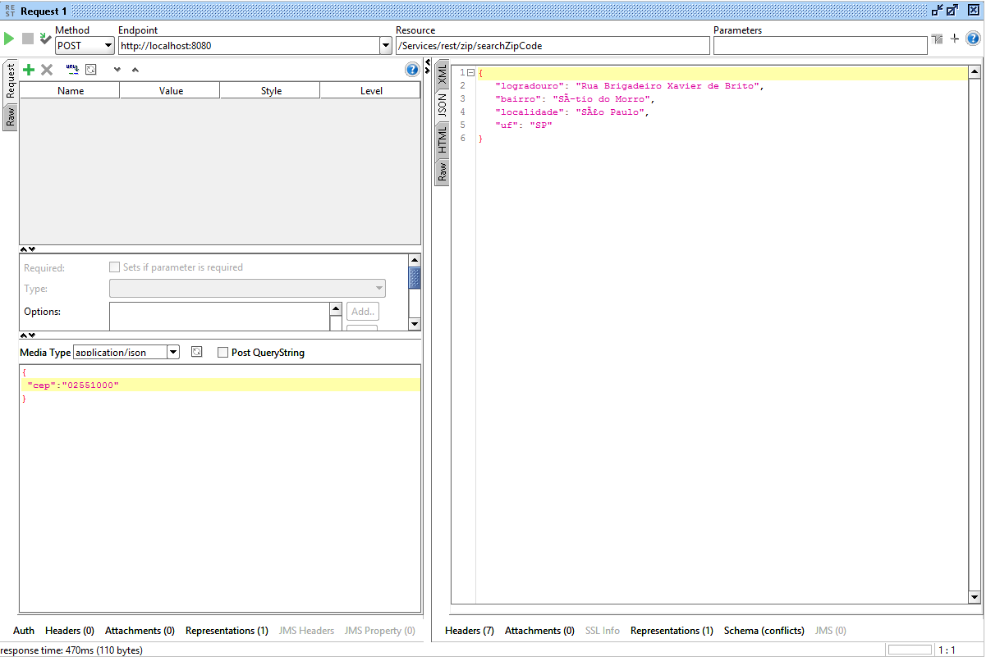 RE ST Request 1
Method Endpoint Resource Parameters
POST http://localhost:8080 /Services/rest/zip/searchZipCode
Request
Raw
Name Value Style Level
Required: Sets if parameter is required
Type:
Options: Add..
Media Type application/json Post QueryString
{
"cep":"02551000"
}
Auth Headers (0) Attachments (0) Representations (1) JMS Headers JMS Property (0)
XML
JSON
HTML
Raw
1 {
2 "logradouro": "Rua Brigadeiro Xavier de Brito",
3 "bairro": "SÃ-tio do Morro",
4 "localidade": "SÃ£o Paulo",
5 "uf": "SP"
6 }
Headers (7) Attachments (0) SSL Info Representations (1) Schema (conflicts) JMS (0)
response time: 470ms (110 bytes) 1 : 1